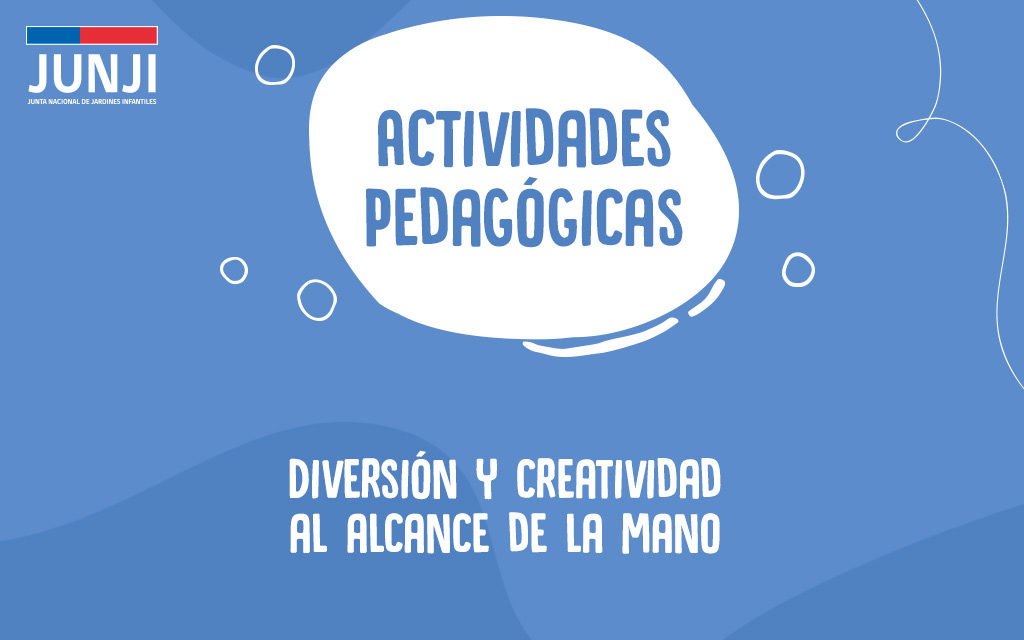 JUNJI
JUNTA NACIONAL DE JARDINES INFANTILES
ACTIVIDADES
PEDAGÓGICAS
DIVERSIÓN Y CREATIVIDAD
AL ALCANCE DE LA MANO